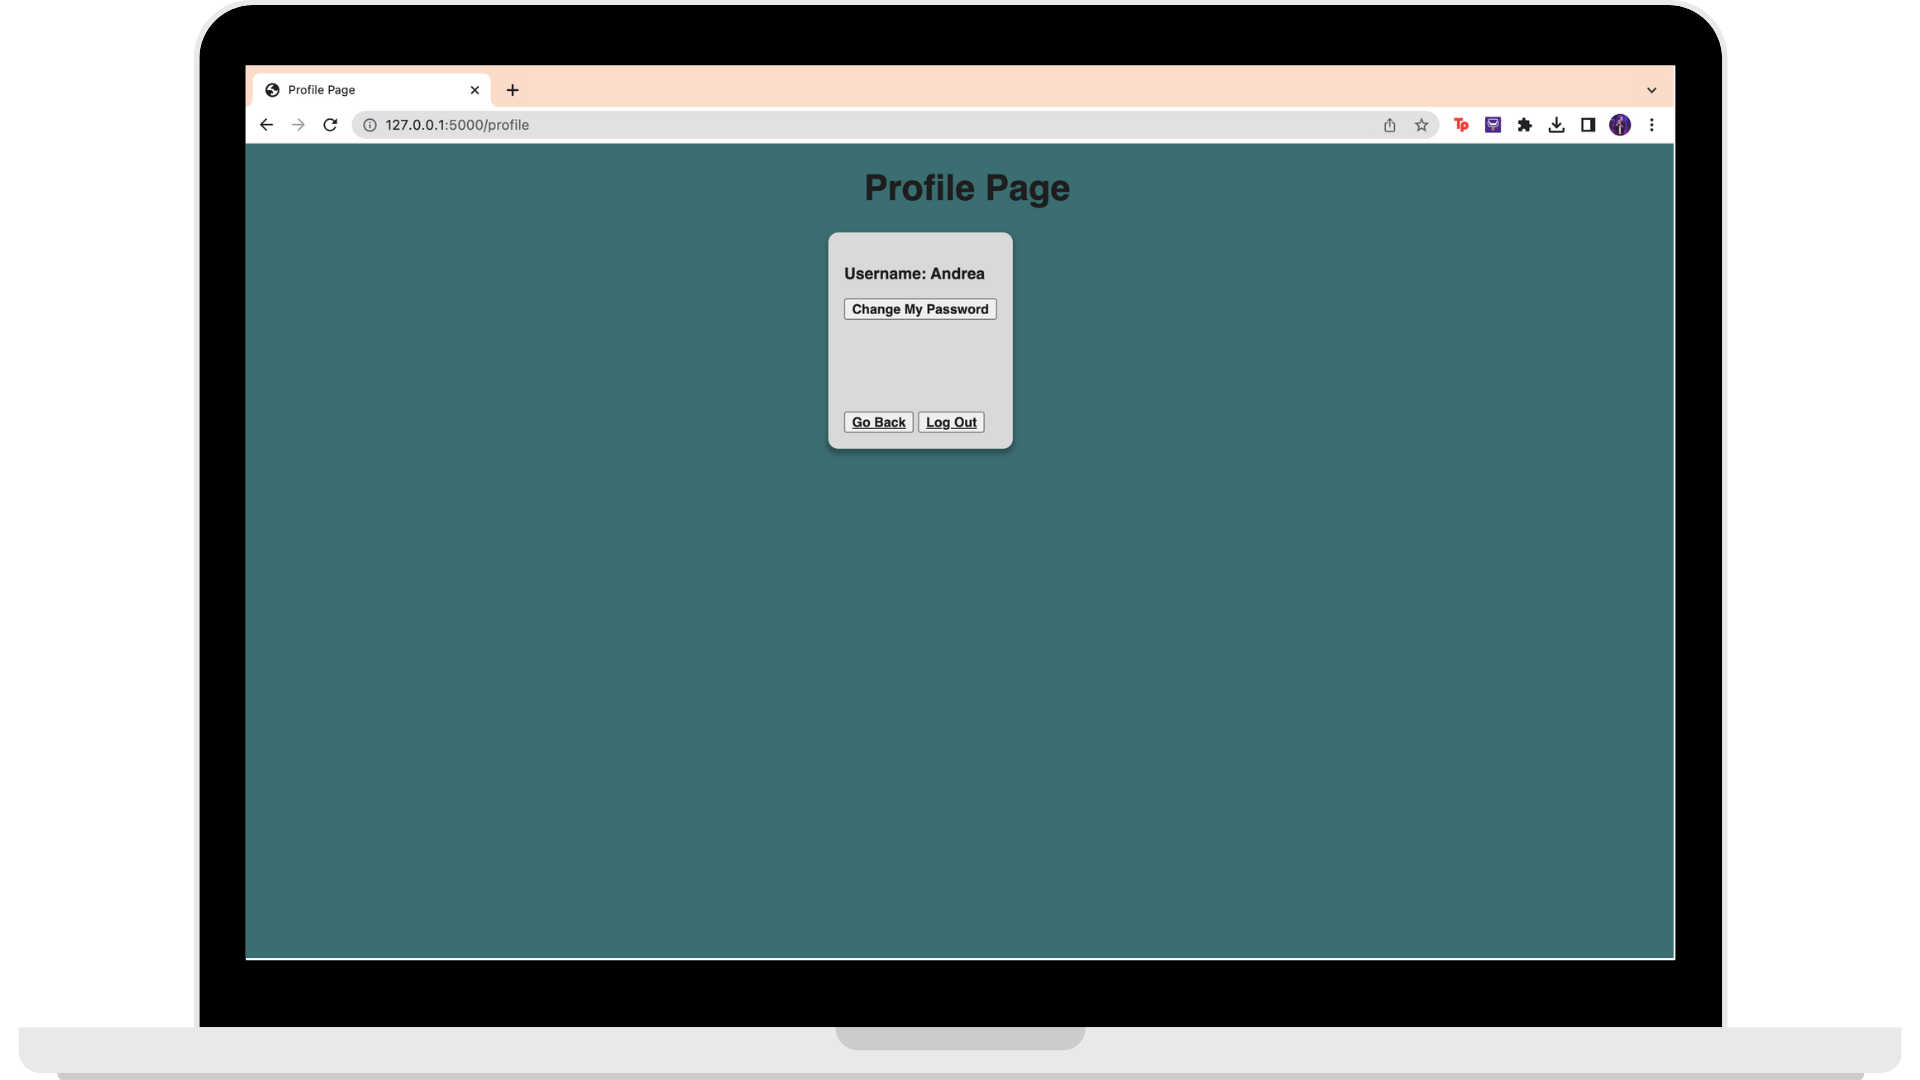 Profile Page
127.0.0.1:5000/profile
Tp
Profile Page
Username: Andrea
Change My Password
Go Back Log Out